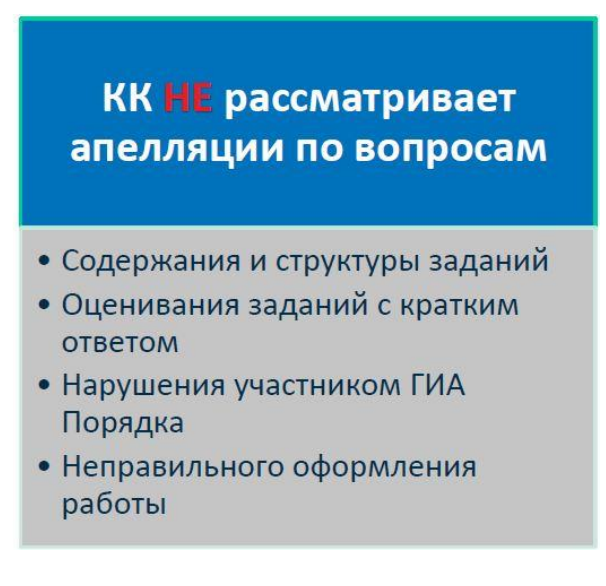 КК НЕ рассматривает
апелляции по вопросам
• Содержания и структуры заданий
• Оценивания заданий с кратким
ответом
• Нарушения участником ГИА
Порядка
• Неправильного оформления
работы